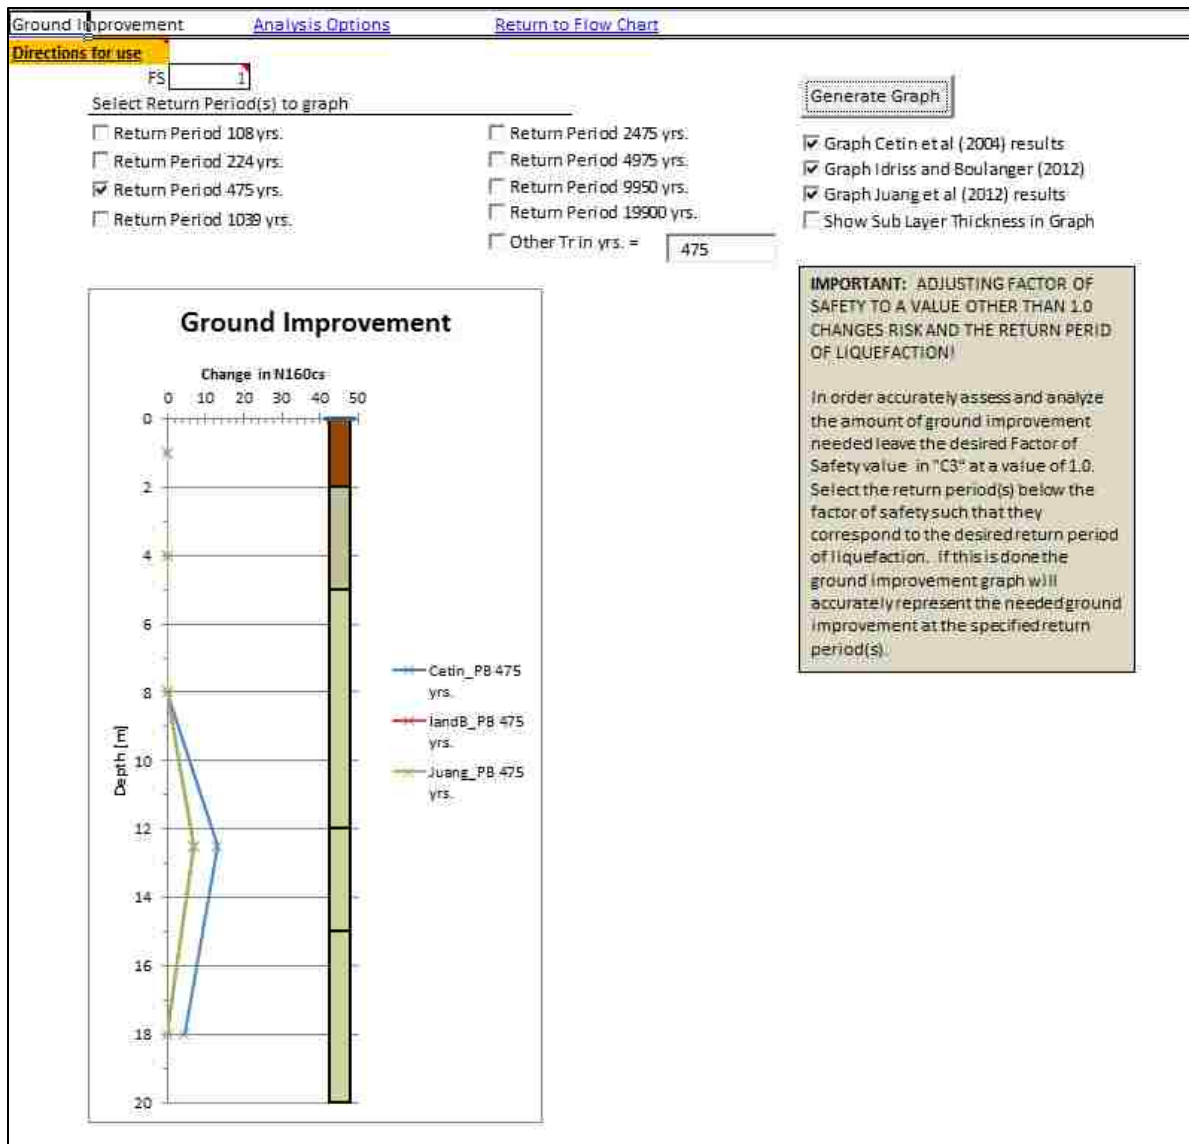 Ground Improvement Analysis Options Return to Flow Chart
Directions for use
FS 1
Select Return Period(s) to graph
Return Period 108 yrs.
Return Period 224 yrs.
Return Period 475 yrs.
Return Period 1039 yrs.
Return Period 2475 yrs.
Return Period 4975 yrs.
Return Period 9950 yrs.
Return Period 19900 yrs.
Other Tr in yrs. = 475
Generate Graph
Graph Cetin et al (2004) results
Graph Idriss and Boulanger (2012)
Graph Juang et al (2012) results
Show Sub Layer Thickness in Graph
IMPORTANT: ADJUSTING FACTOR OF
SAFETY TO A VALUE OTHER THAN 1.0
CHANGES RISK AND THE RETURN PERID
OF LIQUEFACTION!
In order accurately assess and analyze
the amount of ground improvement
needed leave the desired Factor of
Safety value in "C3" at a value of 1.0.
Select the return period(s) below the
factor of safety such that they
correspond to the desired return period
of liquefaction. If this is done the
ground improvement graph will
accurately represent the needed ground
improvement at the specified return
period(s).
Ground Improvement
Change in N160cs
0 10 20 30 40 50
0
2
4
6
8
10
12
14
16
18
20
Depth [m]
Cetin_PB 475
yrs.
IandB_PB 475
yrs.
Juang_PB 475
yrs.